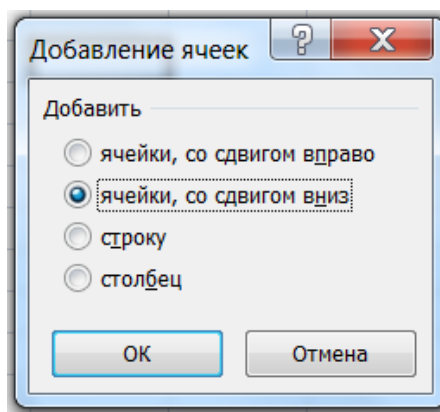 Добавление ячеек
Добавить
ячейки, со сдвигом вправо
ячейки, со сдвигом вниз
строку
столбец
ОК
Отмена